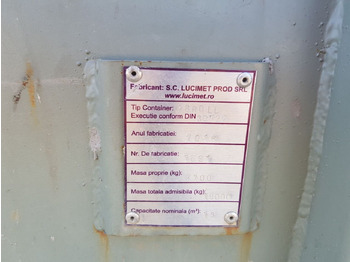 Fabricant: S.C. LUCIMET PROD SRL
www.lucimet.ro
Tip Container:
Executie conform DIN
Anul fabricatiei:
Nr. De fabricatie:
Masa proprie (kg):
Masa totala admisibila (kg):
Capacitate nominala (m³)